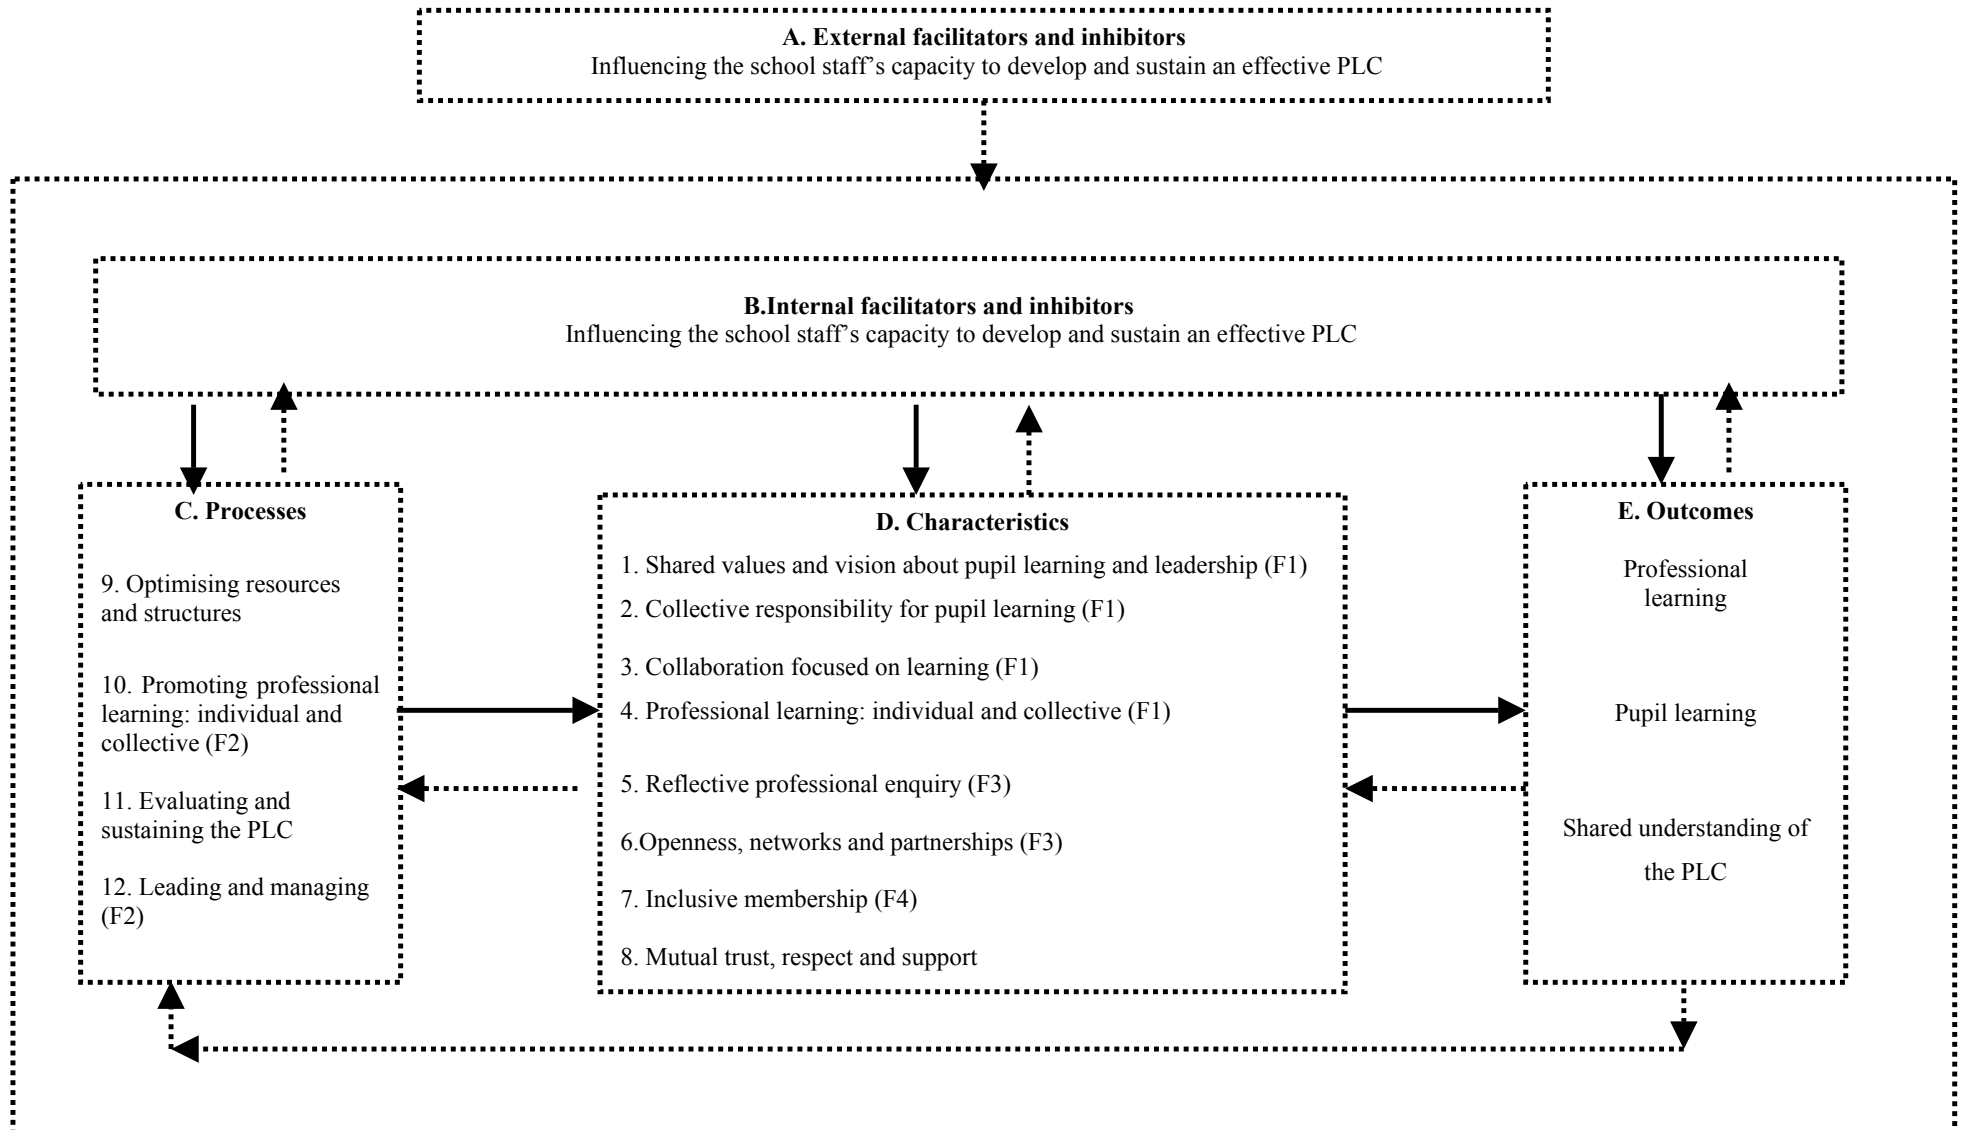 A. External facilitators and inhibitors
Influencing the school staff’s capacity to develop and sustain an effective PLC
B.Internal facilitators and inhibitors
Influencing the school staff’s capacity to develop and sustain an effective PLC
C. Processes
9. Optimising resources
and structures
10. Promoting professional
learning: individual and
collective (F2)
11. Evaluating and
sustaining the PLC
12. Leading and managing
(F2)
D. Characteristics
1. Shared values and vision about pupil learning and leadership (F1)
2. Collective responsibility for pupil learning (F1)
3. Collaboration focused on learning (F1)
4. Professional learning: individual and collective (F1)
5. Reflective professional enquiry (F3)
6.Openness, networks and partnerships (F3)
7. Inclusive membership (F4)
8. Mutual trust, respect and support
E. Outcomes
Professional
learning
Pupil learning
Shared understanding of
the PLC